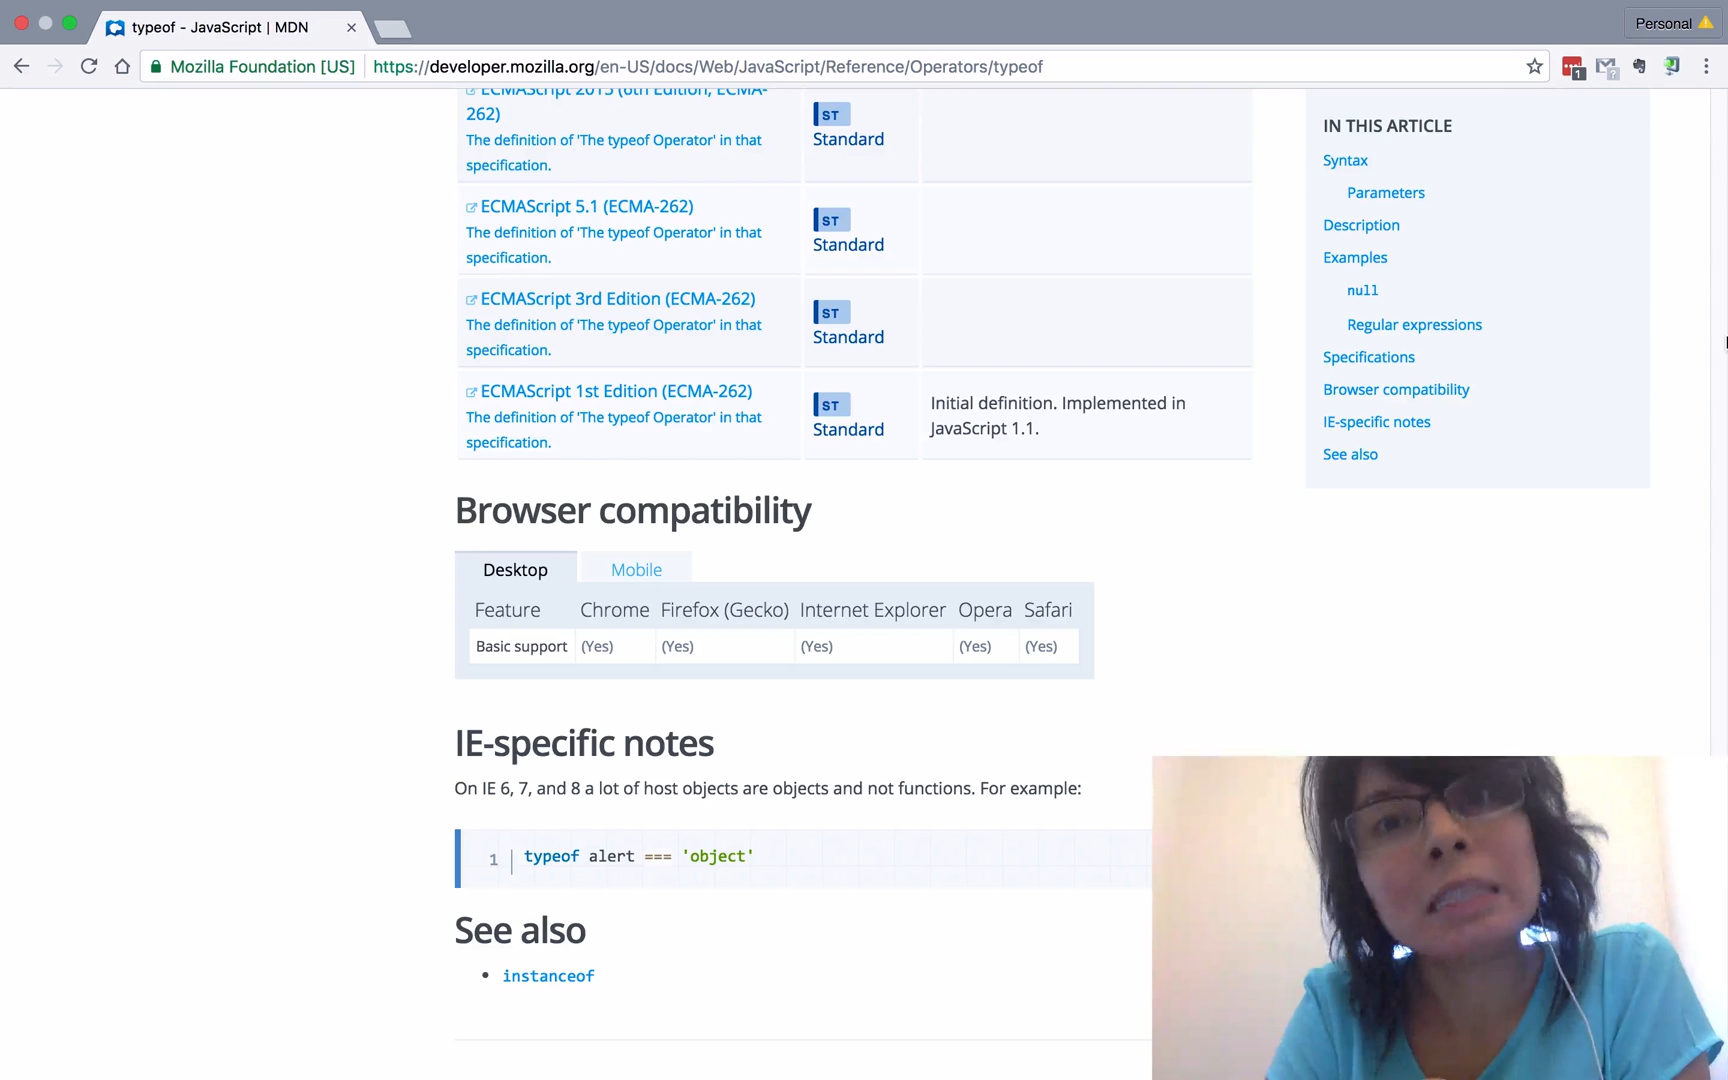 typeof - JavaScript | MDN
Personal
Mozilla Foundation [US]
https://developer.mozilla.org/en-US/docs/Web/JavaScript/Reference/Operators/typeof
1
ECMAScript 2015 (6th Edition, ECMA-
262)
The definition of 'The typeof Operator' in that
specification.
ST
Standard
ECMAScript 5.1 (ECMA-262)
The definition of 'The typeof Operator' in that
specification.
ST
Standard
ECMAScript 3rd Edition (ECMA-262)
The definition of 'The typeof Operator' in that
specification.
ST
Standard
ECMAScript 1st Edition (ECMA-262)
The definition of 'The typeof Operator' in that
specification.
ST
Standard
Initial definition. Implemented in
JavaScript 1.1.
IN THIS ARTICLE
Syntax
Parameters
Description
Examples
null
Regular expressions
Specifications
Browser compatibility
IE-specific notes
See also
Browser compatibility
Desktop Mobile
Feature Chrome Firefox (Gecko) Internet Explorer Opera Safari
Basic support (Yes) (Yes) (Yes) (Yes) (Yes)
IE-specific notes
On IE 6, 7, and 8 a lot of host objects are objects and not functions. For example:
1 typeof alert === 'object'
See also
• instanceof